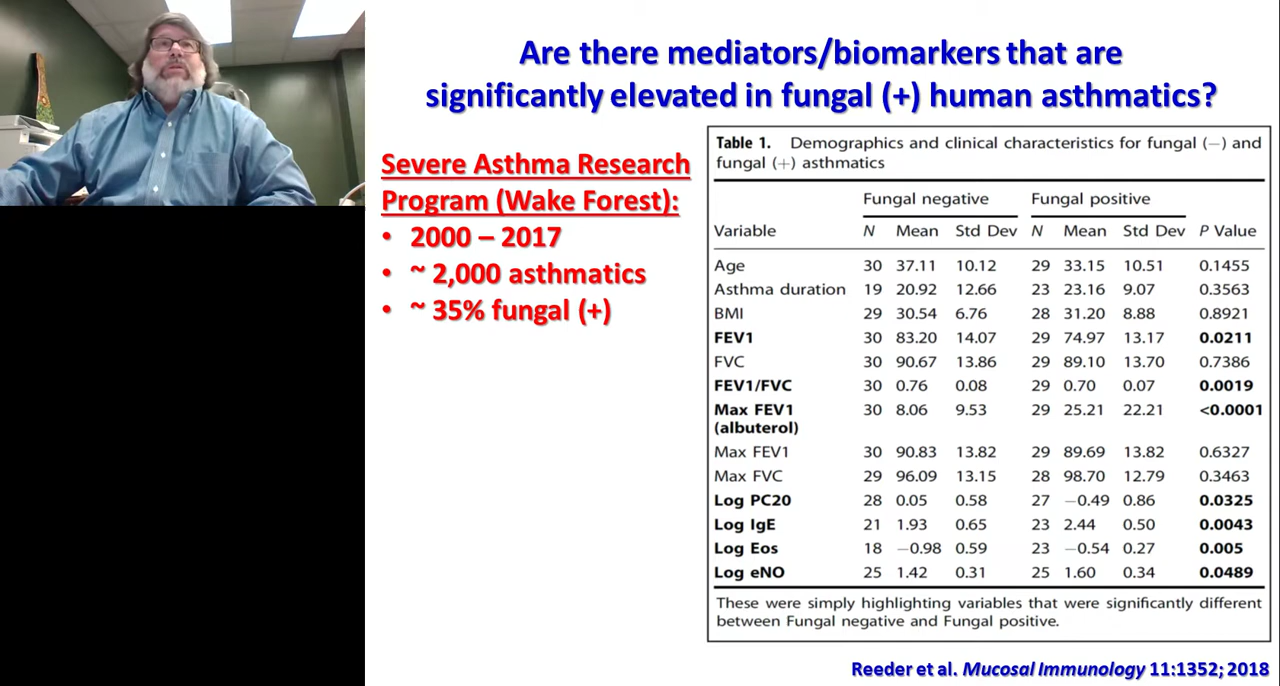 Are there mediators/biomarkers that are
significantly elevated in fungal (+) human asthmatics?
Severe Asthma Research
Program (Wake Forest):
• 2000 – 2017
• ~ 2,000 asthmatics
• ~ 35% fungal (+)
Table 1. Demographics and clinical characteristics for fungal (−) and
fungal (+) asthmatics
Fungal negative Fungal positive
Variable N Mean Std Dev N Mean Std Dev P Value
Age 30 37.11 10.12 29 33.15 10.51 0.1455
Asthma duration 19 20.92 12.66 23 23.16 9.07 0.3563
BMI 29 30.54 6.76 28 31.20 8.88 0.8921
FEV1 30 83.20 14.07 29 74.97 13.17 0.0211
FVC 30 90.67 13.86 29 89.10 13.70 0.7386
FEV1/FVC 30 0.76 0.08 29 0.70 0.07 0.0019
Max FEV1 30 8.06 9.53 29 25.21 22.21 <0.0001
(albuterol)
Max FEV1 30 90.83 13.82 29 89.69 13.82 0.6327
Max FVC 29 96.09 13.15 28 98.70 12.79 0.3463
Log PC20 28 0.05 0.58 27 −0.49 0.86 0.0325
Log IgE 21 1.93 0.65 23 2.44 0.50 0.0043
Log Eos 18 −0.98 0.59 23 −0.54 0.27 0.005
Log eNO 25 1.42 0.31 25 1.60 0.34 0.0489
These were simply highlighting variables that were significantly different
between Fungal negative and Fungal positive.
Reeder et al. Mucosal Immunology 11:1352; 2018